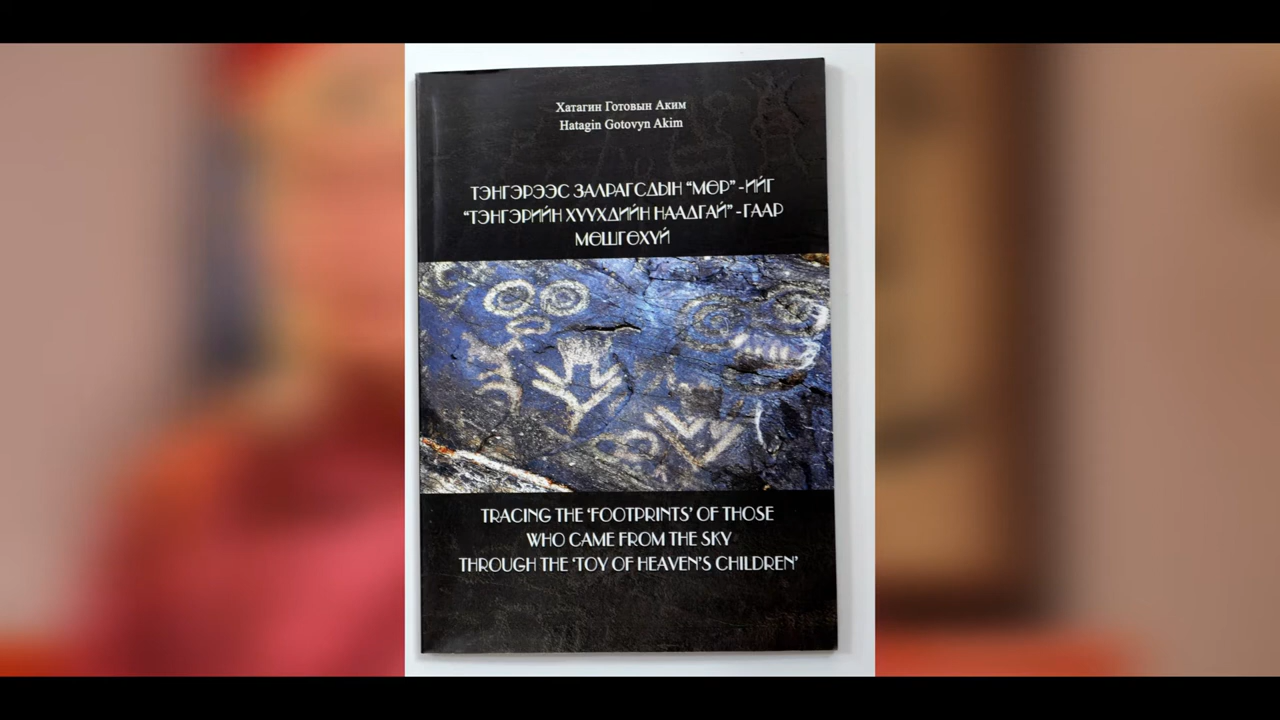 Хатагин Готовын Аким
Hatagin Gotovyn Akim
ТЭНГЭРЭЭС ЗАЛРАГСДЫН “МӨР” -ИЙГ
“ТЭНГЭРИЙН ХҮҮХДИЙН НААДГАЙ” -ГААР
МӨШГӨХҮЙ
TRACING THE ‘FOOTPRINTS’ OF THOSE
WHO CAME FROM THE SKY
THROUGH THE ‘TOY OF HEAVEN’S CHILDREN’